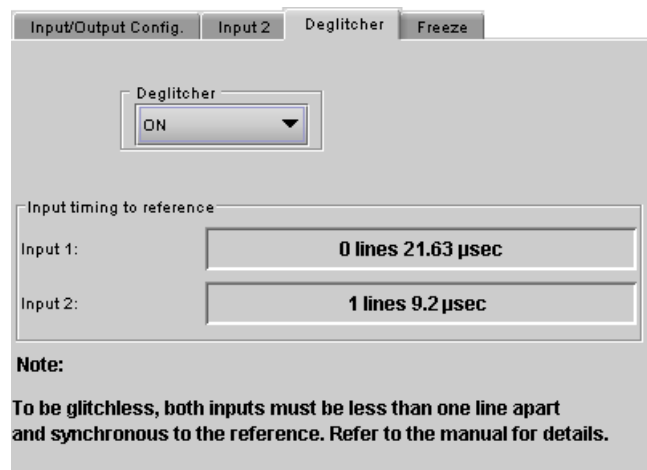 Input/Output Config. Input 2 Deglitcher Freeze
Deglitcher
ON
Input timing to reference
Input 1: 0 lines 21.63 µsec
Input 2: 1 lines 9.2 µsec
Note:
To be glitchless, both inputs must be less than one line apart
and synchronous to the reference. Refer to the manual for details.